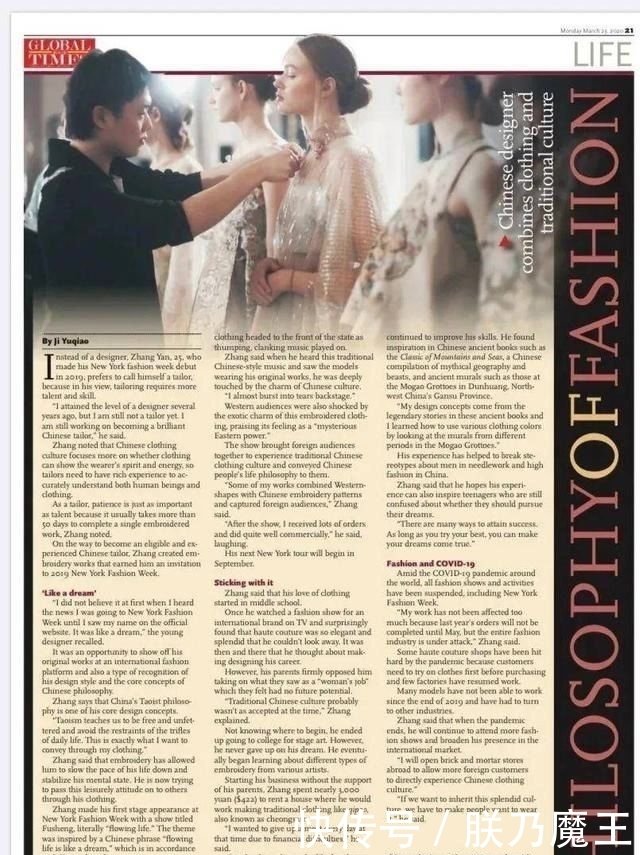 Monday March 23, 2020 21
GLOBAL
TIMES
LIFE
Chinese designer
combines clothing and
traditional culture
PHILOSOPHY OF FASHION
By Ji Yuqiao
Instead of a designer, Zhang Yan, 25, who
made his New York fashion week debut
in 2019, prefers to call himself a tailor,
because in his view, tailoring requires more
talent and skill.
"I attained the level of a designer several
years ago, but I am still not a tailor yet. I
am still working on becoming a brilliant
Chinese tailor," he said.
Zhang noted that Chinese clothing
culture focuses more on whether clothing
can show the wearer's spirit and energy, so
tailors need to have rich experience to ac-
curately understand both human beings and
clothing.
As a tailor, patience is just as important
as talent because it usually takes more than
50 days to complete a single embroidered
work, Zhang noted.
On the way to become an eligible and ex-
perienced Chinese tailor, Zhang created em-
broidery works that earned him an invitation
to 2019 New York Fashion Week.
'Like a dream'
"I did not believe it at first when I heard
the news I was going to New York Fashion
Week until I saw my name on the official
website. It was like a dream," the young
designer recalled.
It was an opportunity to show off his
original works at an international fashion
platform and also a type of recognition of
his design style and the core concepts of
Chinese philosophy.
Zhang says that China's Taoist philoso-
phy is one of his core design concepts.
"Taoism teaches us to be free and unfet-
tered and avoid the restraints of the trifles
of daily life. This is exactly what I want to
convey through my clothing."
Zhang said that embroidery has allowed
him to slow the pace of his life down and
stabilize his mental state. He is now trying
to pass this leisurely attitude on to others
through his clothing.
Zhang made his first stage appearance at
New York Fashion Week with a show titled
Fusheng, literally "flowing life." The theme
was inspired by a Chinese phrase "flowing
life is like a dream," which is in accordance
clothing headed to the front of the state as
thumping, clanking music played on.
Zhang said when he heard this traditional
Chinese-style music and saw the models
wearing his original works, he was deeply
touched by the charm of Chinese culture.
"I almost burst into tears backstage."
Western audiences were also shocked by
the exotic charm of this embroidered cloth-
ing, praising its feeling as a "mysterious
Eastern power."
The show brought foreign audiences
together to experience traditional Chinese
clothing culture and conveyed Chinese
people's life philosophy to them.
"Some of my works combined Western-
shapes with Chinese embroidery patterns
and captured foreign audiences," Zhang
said.
"After the show, I received lots of orders
and did quite well commercially," he said,
laughing.
His next New York tour will begin in
September.
Sticking with it
Zhang said that his love of clothing
started in middle school.
Once he watched a fashion show for an
international brand on TV and surprisingly
found that haute couture was so elegant and
splendid that he couldn't look away. It was
then and there that he thought about mak-
ing designing his career.
However, his parents firmly opposed him
taking on what they saw as a "woman's job"
which they felt had no future potential.
"Traditional Chinese culture probably
wasn't as accepted at the time," Zhang
explained.
Not knowing where to begin, he ended
up going to college for stage art. However,
he never gave up on his dream. He eventu-
ally began learning about different types of
embroidery from various artists.
Starting his business without the support
of his parents, Zhang spent nearly 3,000
yuan ($422) to rent a house where he would
work making traditional clothing like qipao,
also known as cheongs
"I wanted to give up
that time due to financial difficulties," he
said.
continued to improve his skills. He found
inspiration in Chinese ancient books such as
the Classic of Mountains and Seas, a Chinese
compilation of mythical geography and
beasts, and ancient murals such as those at
the Mogao Grottoes in Dunhuang, North-
west China's Gansu Province.
"My design concepts come from the
legendary stories in these ancient books and
I learned how to use various clothing colors
by looking at the murals from different
periods in the Mogao Grottoes."
His experience has helped to break ste-
reotypes about men in needlework and high
fashion in China.
Zhang said that he hopes his experi-
ence can also inspire teenagers who are still
confused about whether they should pursue
their dreams.
"There are many ways to attain success.
As long as you try your best, you can make
your dreams come true."
Fashion and COVID-19
Amid the COVID-19 pandemic around
the world, all fashion shows and activities
have been suspended, including New York
Fashion Week.
"My work has not been affected too
much because last year's orders will not be
completed until May, but the entire fashion
industry is under attack," Zhang said.
Some haute couture shops have been hit
hard by the pandemic because customers
need to try on clothes first before purchasing
and few factories have resumed work.
Many models have not been able to work
since the end of 2019 and have had to turn
to other industries.
Zhang said that when the pandemic
ends, he will continue to attend more fash-
ion shows and broaden his presence in the
international market.
"I will open brick and mortar stores
abroad to allow more foreign customers
to directly experience Chinese clothing
culture."
"If we want to inherit this splendid cul-
ture, we have to make people want to wear
it," he said.
快传号 / 朕乃魔王